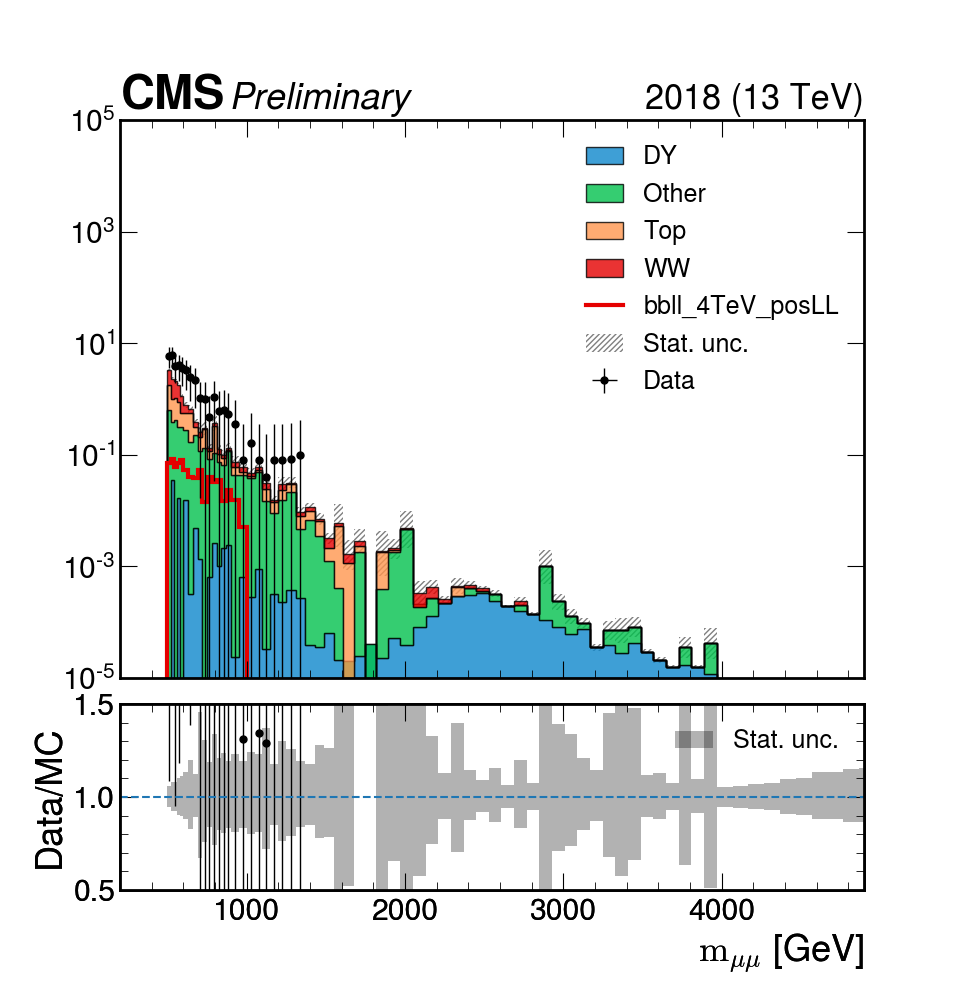 CMS Preliminary 2018 (13 TeV)
10^5
10^3
10^1
10^-1
10^-3
10^-5
DY
Other
Top
WW
bbll_4TeV_posLL
Stat. unc.
Data
Data/MC
1.5
1.0
0.5
Stat. unc.
1000 2000 3000 4000
m_μμ [GeV]